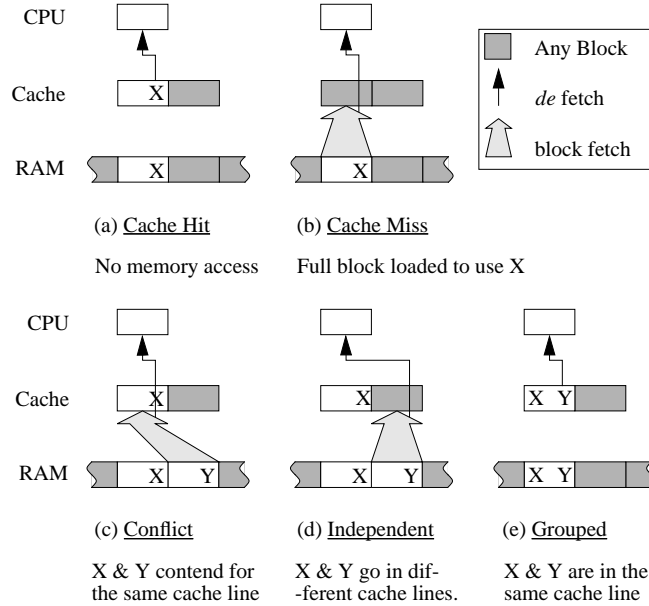 CPU
Cache
X
RAM
X
X
Any Block
de fetch
block fetch
(a) Cache Hit
(b) Cache Miss
No memory access
Full block loaded to use X
CPU
Cache
X
X
X Y
RAM
X Y
X Y
X Y
(c) Conflict
(d) Independent
(e) Grouped
X & Y contend for
the same cache line
X & Y go in dif-
-ferent cache lines.
X & Y are in the
same cache line